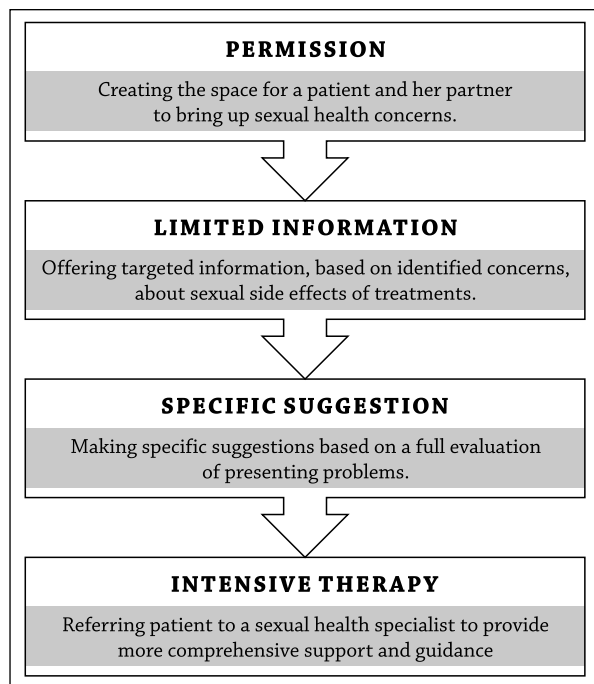 PERMISSION
Creating the space for a patient and her partner
to bring up sexual health concerns.
LIMITED INFORMATION
Offering targeted information, based on identified concerns,
about sexual side effects of treatments.
SPECIFIC SUGGESTION
Making specific suggestions based on a full evaluation
of presenting problems.
INTENSIVE THERAPY
Referring patient to a sexual health specialist to provide
more comprehensive support and guidance